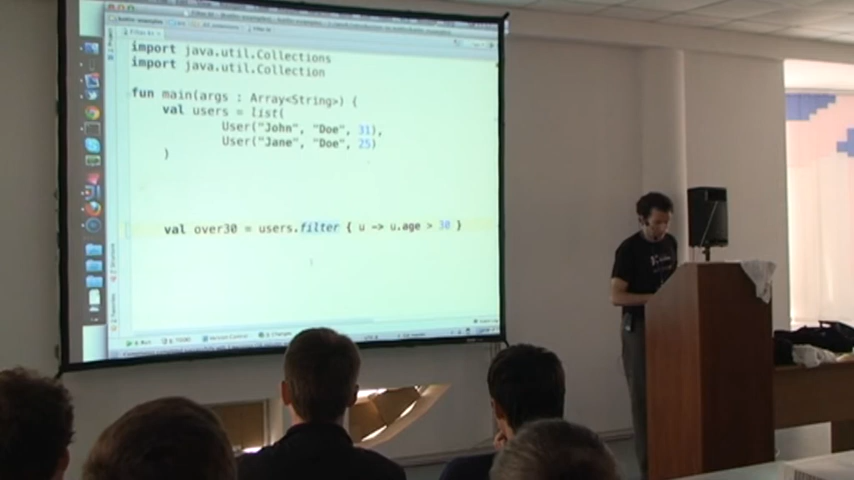 import java.util.Collections
import java.util.Collection
fun main(args : Array<String>) {
val users = list(
User("John", "Doe", 31),
User("Jane", "Doe", 25)
)
val over30 = users.filter { u -> u.age > 30 }